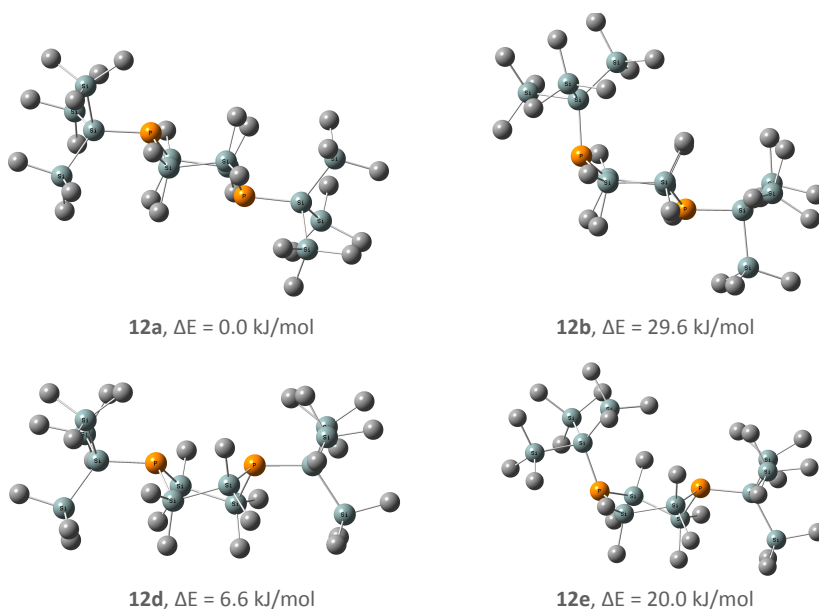 12a, ΔE = 0.0 kJ/mol
12b, ΔE = 29.6 kJ/mol
12d, ΔE = 6.6 kJ/mol
12e, ΔE = 20.0 kJ/mol